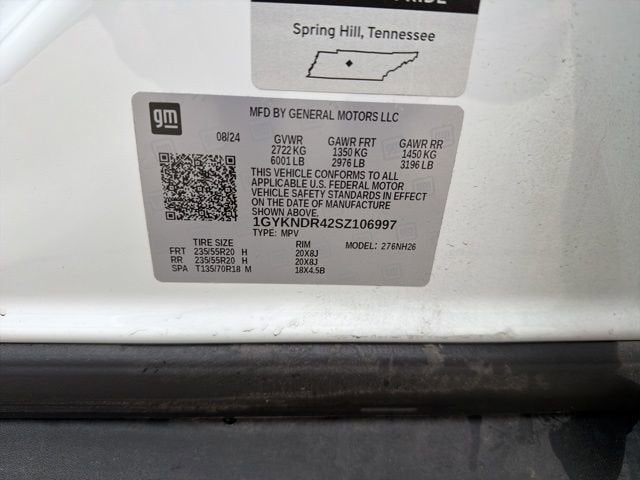 Spring Hill, Tennessee
gm
MFD BY GENERAL MOTORS LLC
08/24 GVWR GAWR FRT GAWR RR
2722 KG 1350 KG 1450 KG
6001 LB 2976 LB 3196 LB
THIS VEHICLE CONFORMS TO ALL
APPLICABLE U.S. FEDERAL MOTOR
VEHICLE SAFETY STANDARDS IN EFFECT
ON THE DATE OF MANUFACTURE
SHOWN ABOVE.
1GYKNDR42SZ106997
TYPE: MPV MODEL: 276NH26
TIRE SIZE RIM
FRT 235/55R20 H 20X8J
RR 235/55R20 H 20X8J
SPA T135/70R18 M 18X4.5B